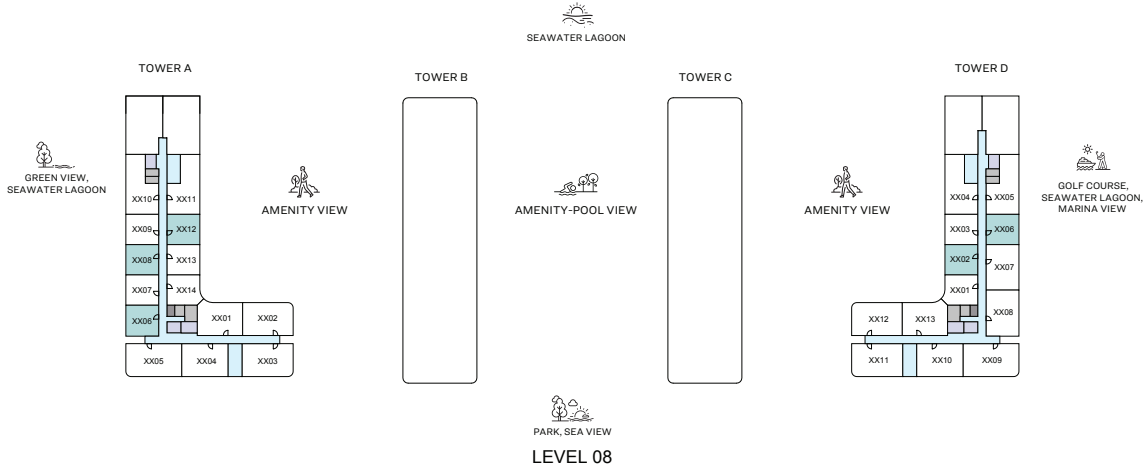 SEAWATER LAGOON
TOWER A
TOWER B
TOWER C
TOWER D
GREEN VIEW,
SEAWATER LAGOON
AMENITY VIEW
AMENITY-POOL VIEW
AMENITY VIEW
GOLF COURSE,
SEAWATER LAGOON,
MARINA VIEW
XX10 XX11
XX09 XX12
XX08 XX13
XX07 XX14
XX06 XX01 XX02
XX05 XX04 XX03
XX04 XX05
XX03 XX06
XX02 XX07
XX01 XX08
XX12 XX13
XX11 XX10 XX09
PARK, SEA VIEW
LEVEL 08